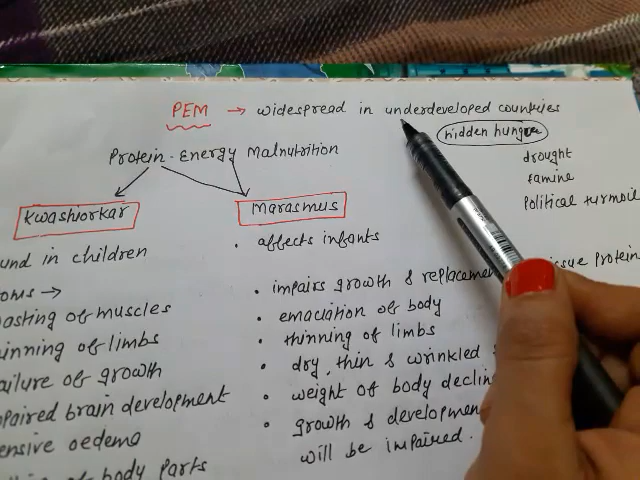 PEM → widespread in underdeveloped countries
hidden hunger
Protein-Energy Malnutrition
drought
famine
Political turmoil
Kwashiorkar
Marasmus
und in children
• affects infants
oms →
• impairs growth & replacemen
issue protein
asting of muscles
• emaciation of body
inning of limbs
• thinning of limbs
ailure of growth
• dry, thin & wrinkled s
paired brain development
• weight of body declin
ensive oedema
• growth & developmen
will be impaired.
of body parts